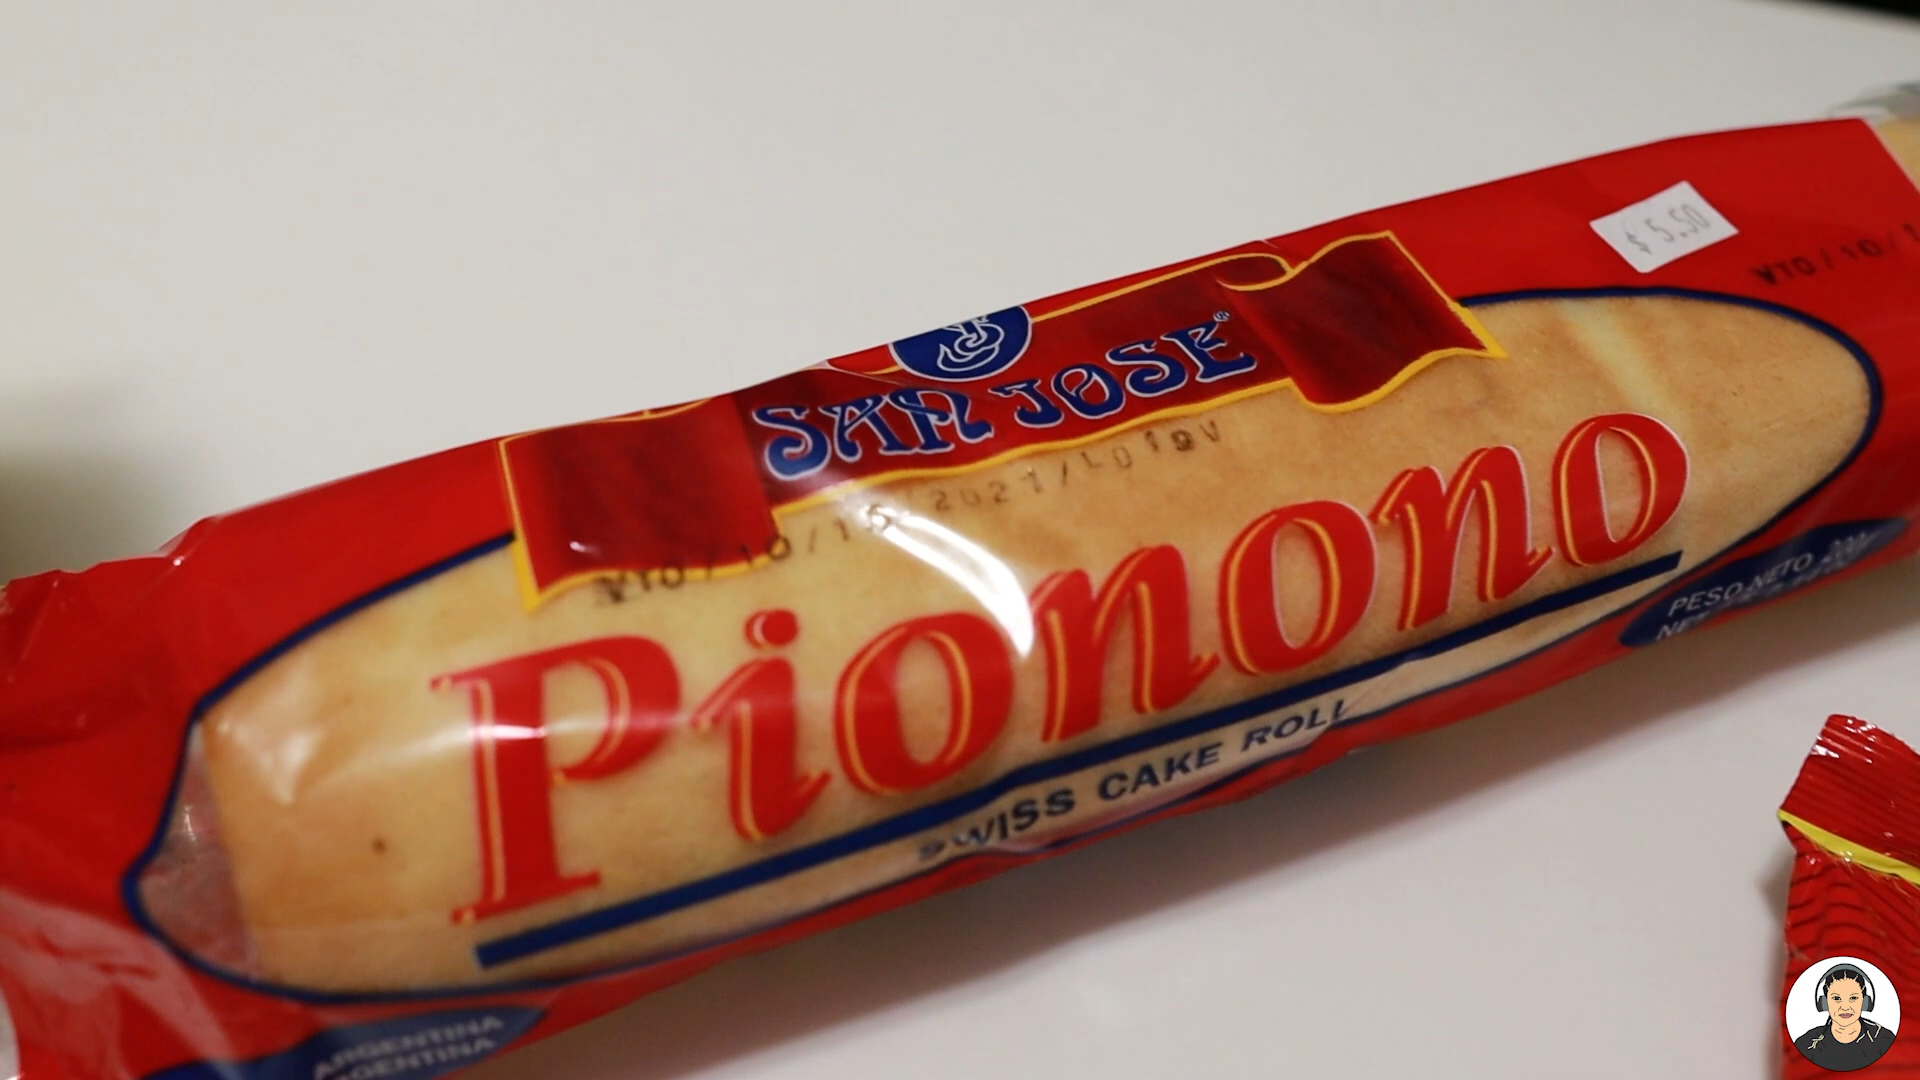 $ 5.50
VTO/10/1
SAN JOSE®
VTO/10/15/2021/LD19V
Pionono
SWISS CAKE ROLL
PESO NETO 200
ARGENTINA
ARGENTINA